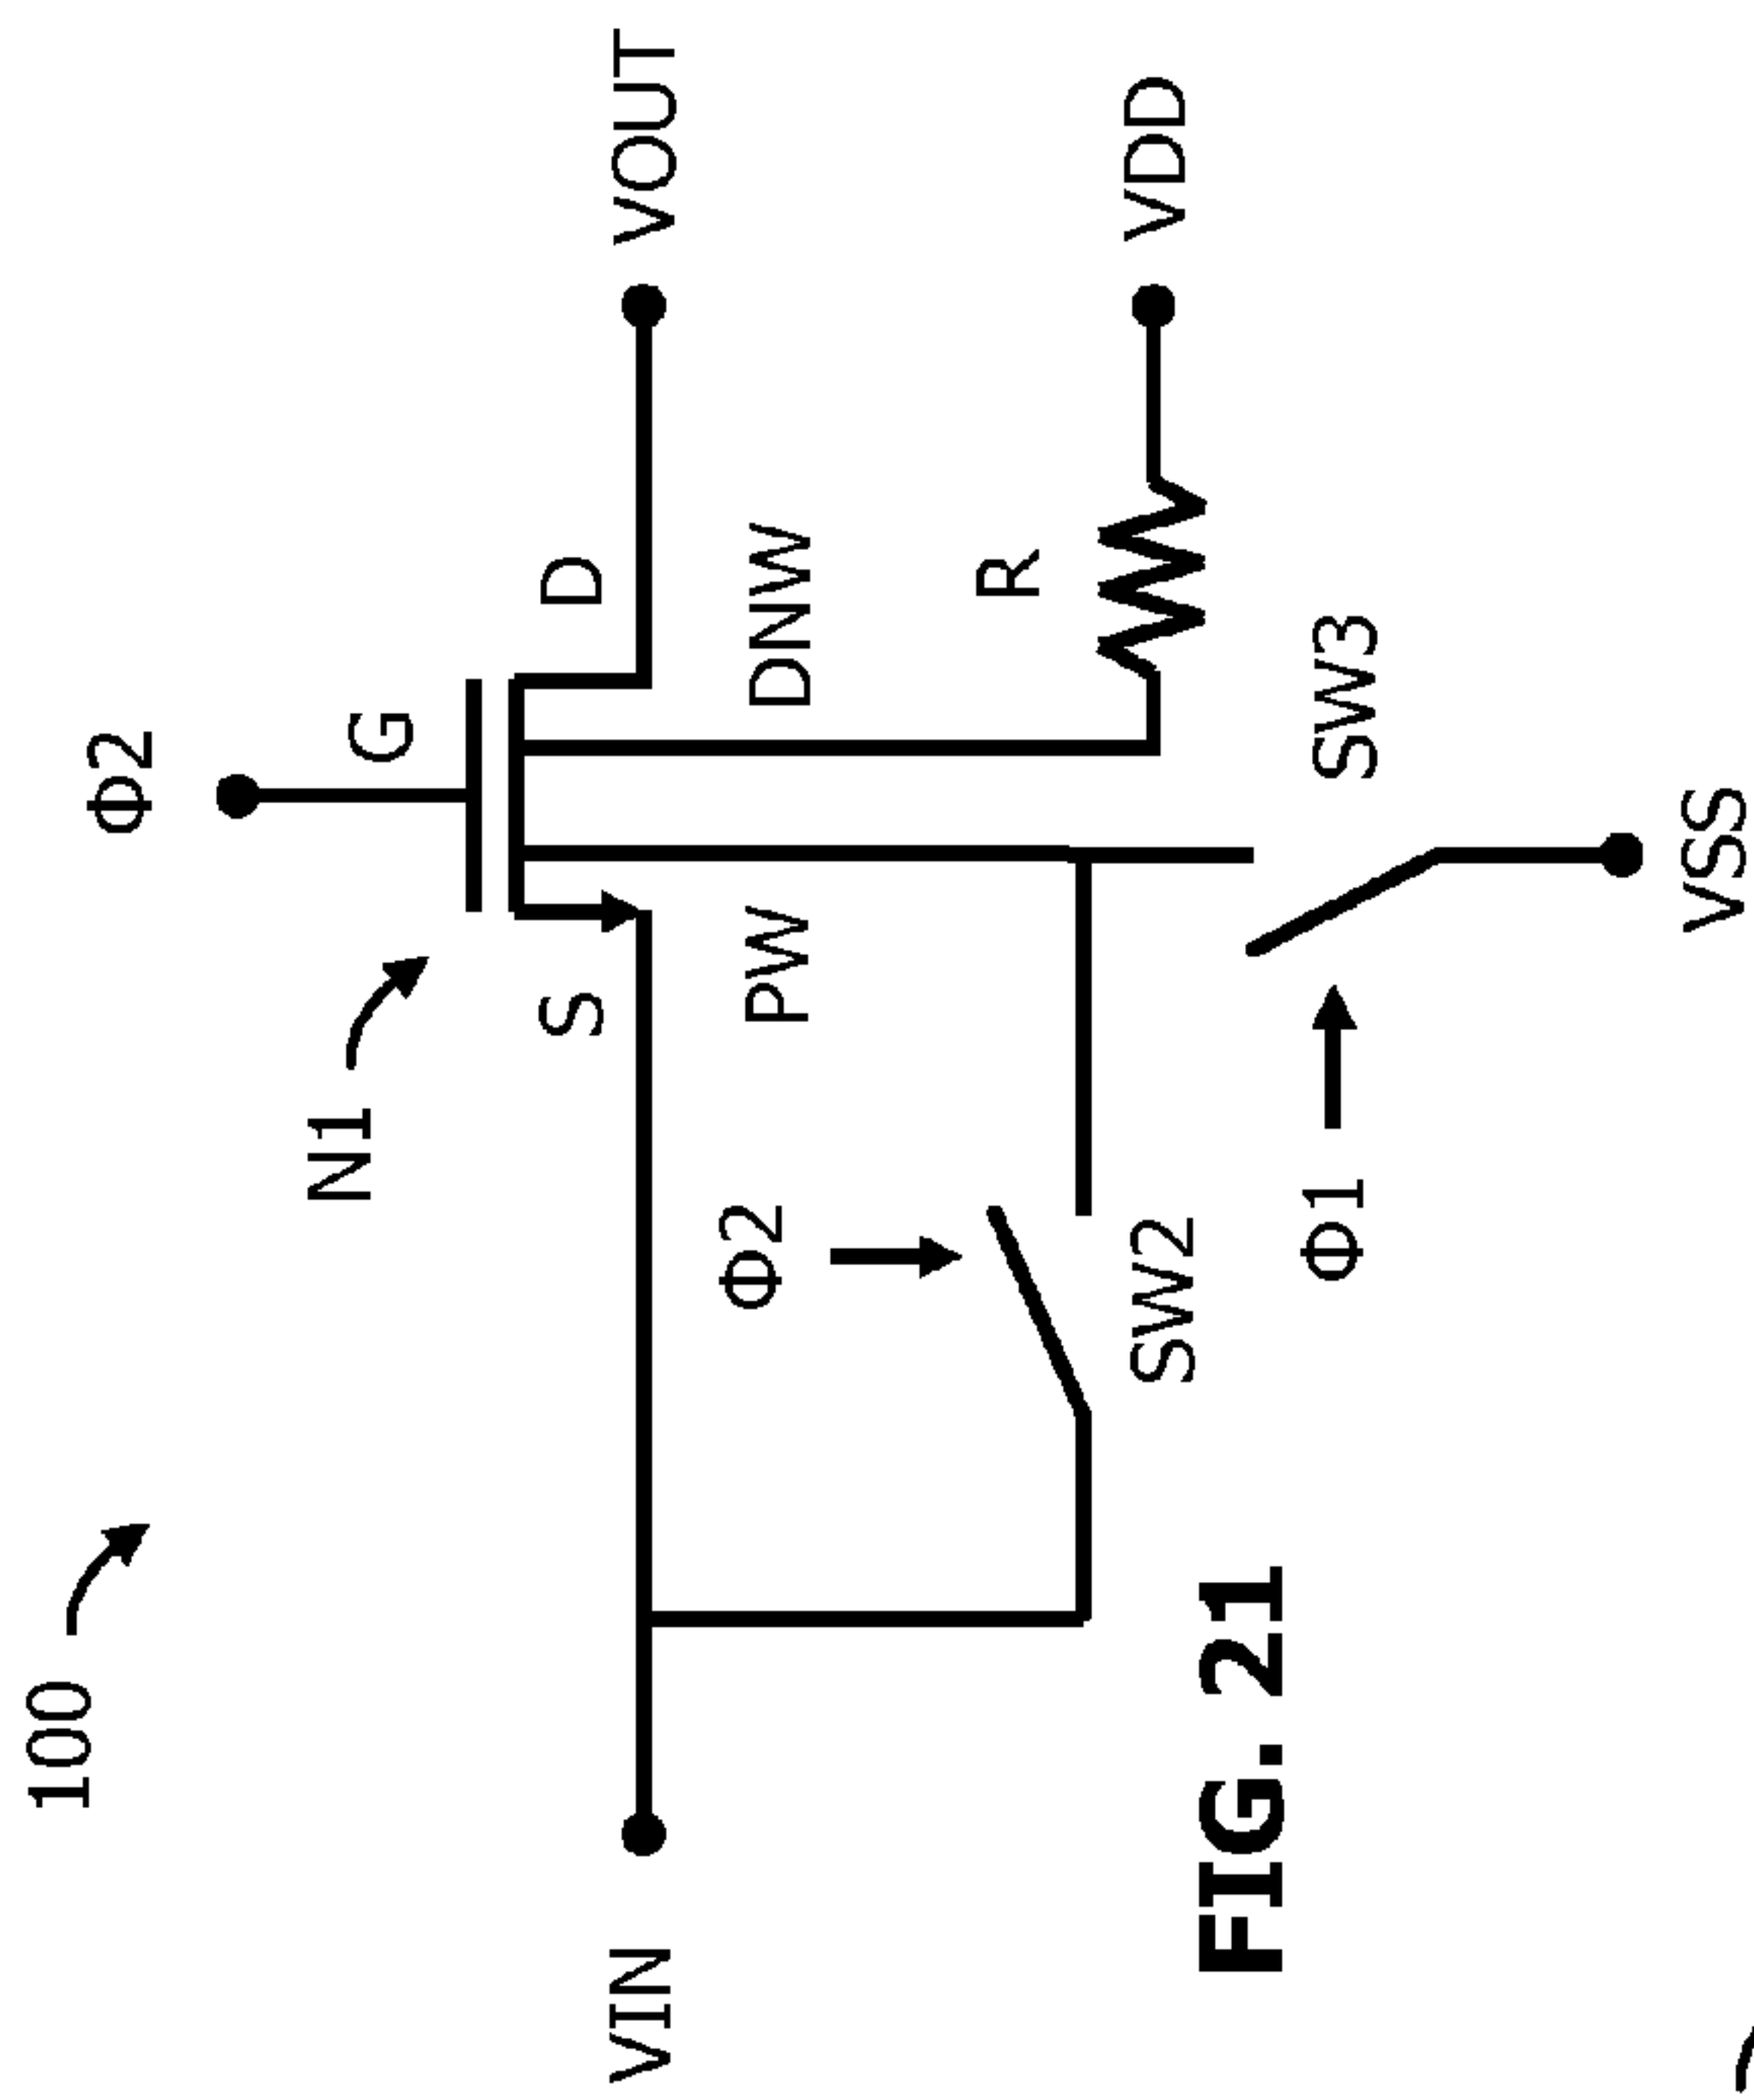 100
Φ2
N1
G
S
D
VIN
VOUT
PW
DNW
Φ2
R
SW2
VDD
Φ1
SW3
VSS
FIG. 21